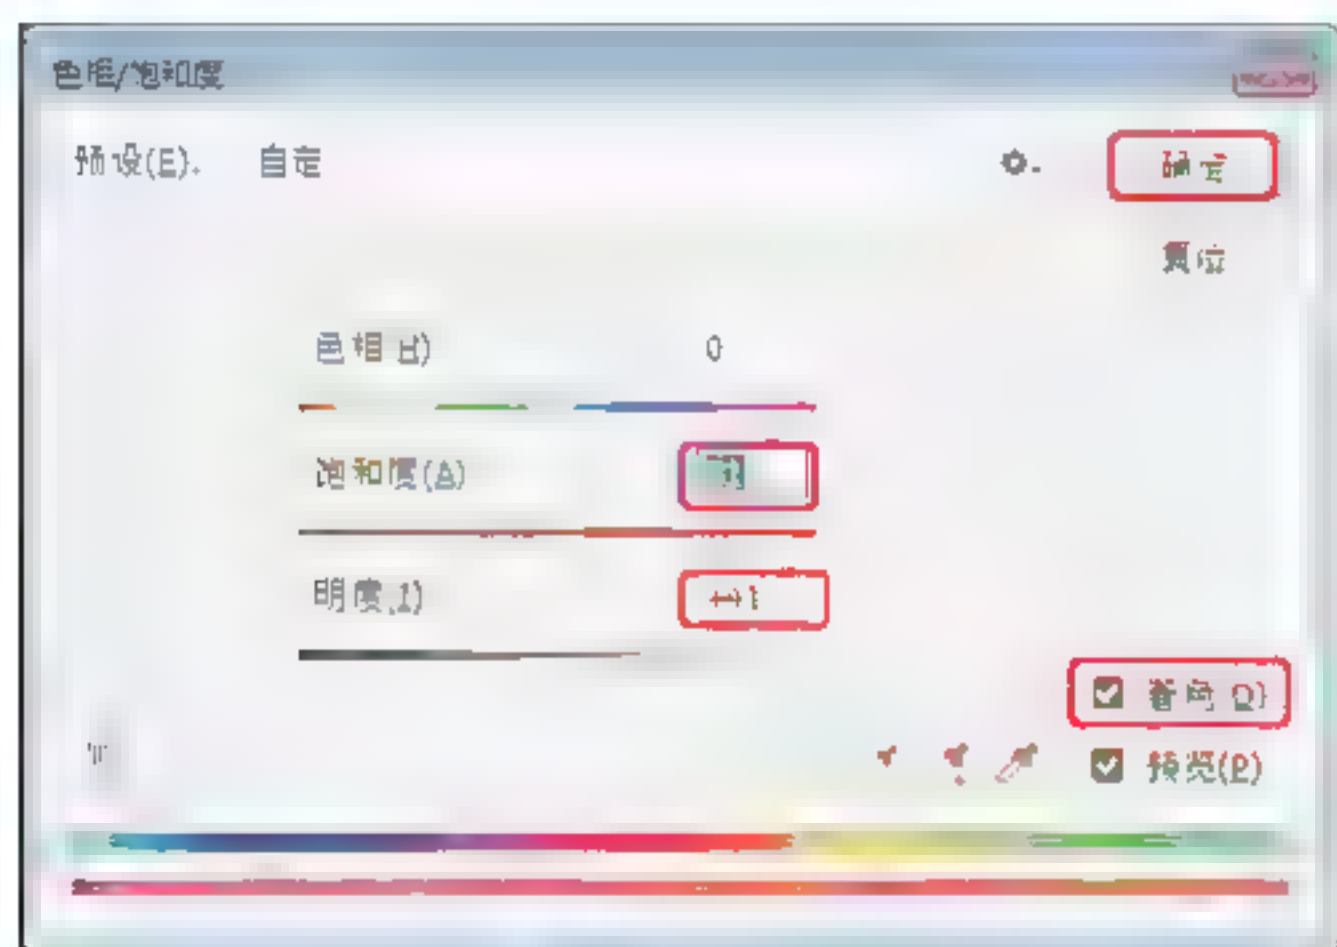 色相/饱和度
预设(E): 自定
确定
复位
色相(H) 0
饱和度(A)
明度(I)
着色(O)
预览(P)